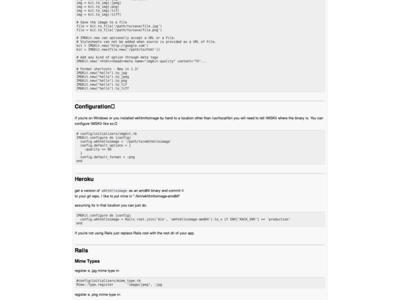 img = kit.to_img(:jpeg)
img = kit.to_img(:tif)
img = kit.to_img(:tiff)
# Save the image to a file
file = kit.to_file('/path/to/save/file.jpg')
file = kit.to_file('/path/to/save/file.png')
# IMGKit.new can optionally accept a URL or a File.
# Stylesheets can not be added when source is provided as a URL of File.
kit = IMGKit.new('http://google.com')
kit = IMGKit.new(File.new('/path/to/html'))
# Add any kind of option through meta tags
IMGKit.new('<html><head><meta name="imgkit-quality" content="75"...
# Format shortcuts - New in 1.3!
IMGKit.new("hello").to_jpg
IMGKit.new("hello").to_jpeg
IMGKit.new("hello").to_png
IMGKit.new("hello").to_tif
IMGKit.new("hello").to_tiff
Configuration
If you're on Windows or you installed wkhtmltoimage by hand to a location other than /usr/local/bin you will need to tell IMGKit where the binary is. You can
configure IMGKit like so:
# config/initializers/imgkit.rb
IMGKit.configure do |config|
config.wkhtmltoimage = '/path/to/wkhtmltoimage'
config.default_options = {
:quality => 60
}
config.default_format = :png
end
Heroku
get a version of wkhtmltoimage as an amd64 binary and commit it
to your git repo. I like to put mine in "./bin/wkhtmltoimage-amd64"
assuming its in that location you can just do:
IMGKit.configure do |config|
config.wkhtmltoimage = Rails.root.join('bin', 'wkhtmltoimage-amd64').to_s if ENV['RACK_ENV'] == 'production'
end
If you're not using Rails just replace Rails.root with the root dir of your app.
Rails
Mime Types
register a .jpg mime type in:
#config/initializers/mime_type.rb
Mime::Type.register "image/jpeg", :jpg
register a .png mime type in: